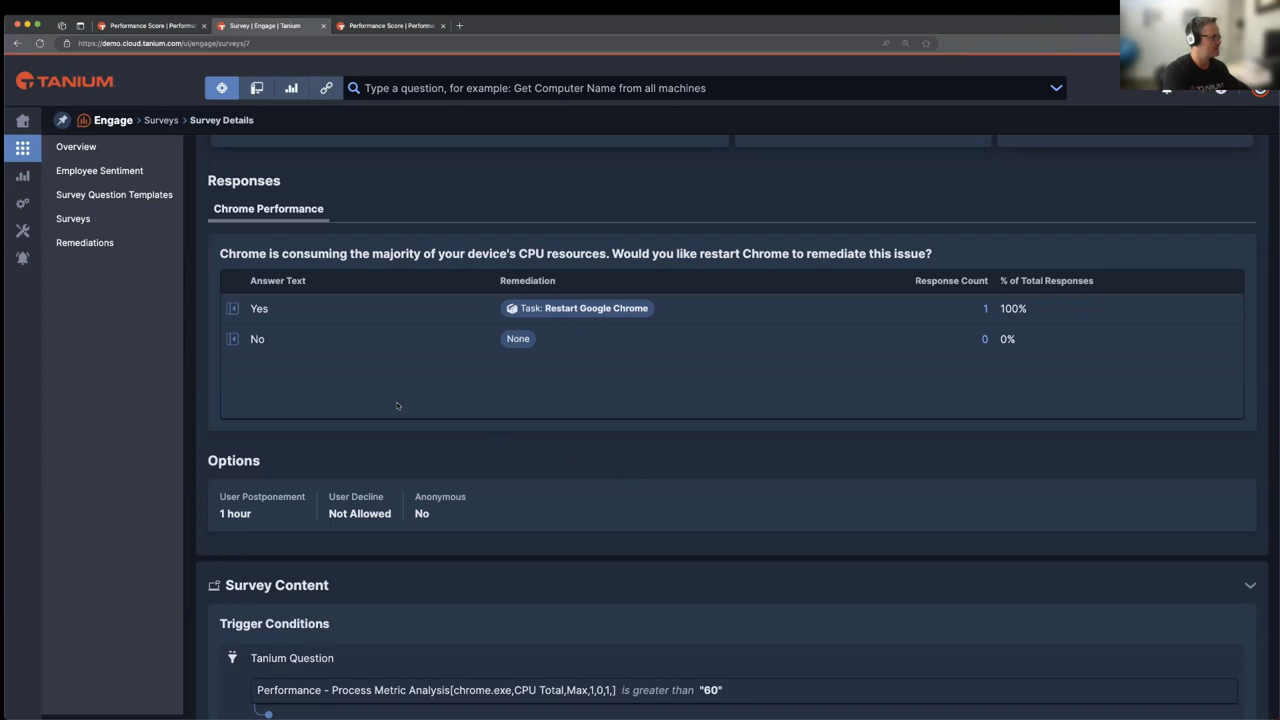 Performance Score | Performa
Survey | Engage | Tanium
Performance Score | Performa
https://demo.cloud.tanium.com/ui/engage/surveys/7
TANIUM
Type a question, for example: Get Computer Name from all machines
Engage > Surveys > Survey Details
Overview
Employee Sentiment
Survey Question Templates
Surveys
Remediations
Responses
Chrome Performance
Chrome is consuming the majority of your device's CPU resources. Would you like restart Chrome to remediate this issue?
Answer Text Remediation Response Count % of Total Responses
Yes Task: Restart Google Chrome 1 100%
No None 0 0%
Options
User Postponement User Decline Anonymous
1 hour Not Allowed No
Survey Content
Trigger Conditions
Tanium Question
Performance - Process Metric Analysis[chrome.exe,CPU Total,Max,1,0,1,] is greater than "60"